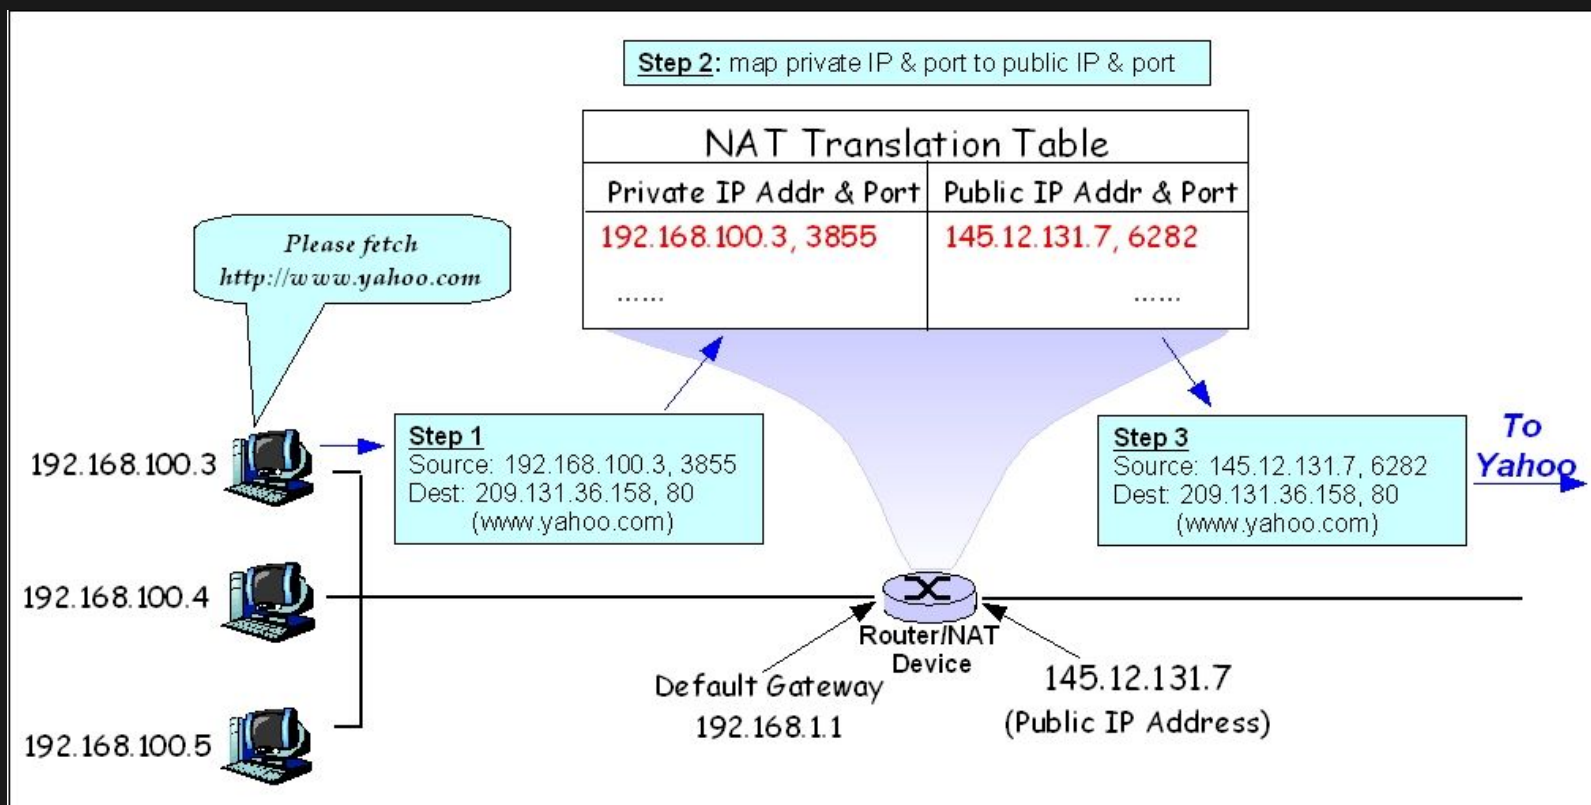 Step 2: map private IP & port to public IP & port
NAT Translation Table
Private IP Addr & Port
Public IP Addr & Port
192.168.100.3, 3855
145.12.131.7, 6282
......
......
Please fetch
http://www.yahoo.com
192.168.100.3
Step 1
Source: 192.168.100.3, 3855
Dest: 209.131.36.158, 80
(www.yahoo.com)
Step 3
Source: 145.12.131.7, 6282
Dest: 209.131.36.158, 80
(www.yahoo.com)
To
Yahoo
192.168.100.4
Router/NAT
Device
Default Gateway
192.168.1.1
145.12.131.7
(Public IP Address)
192.168.100.5